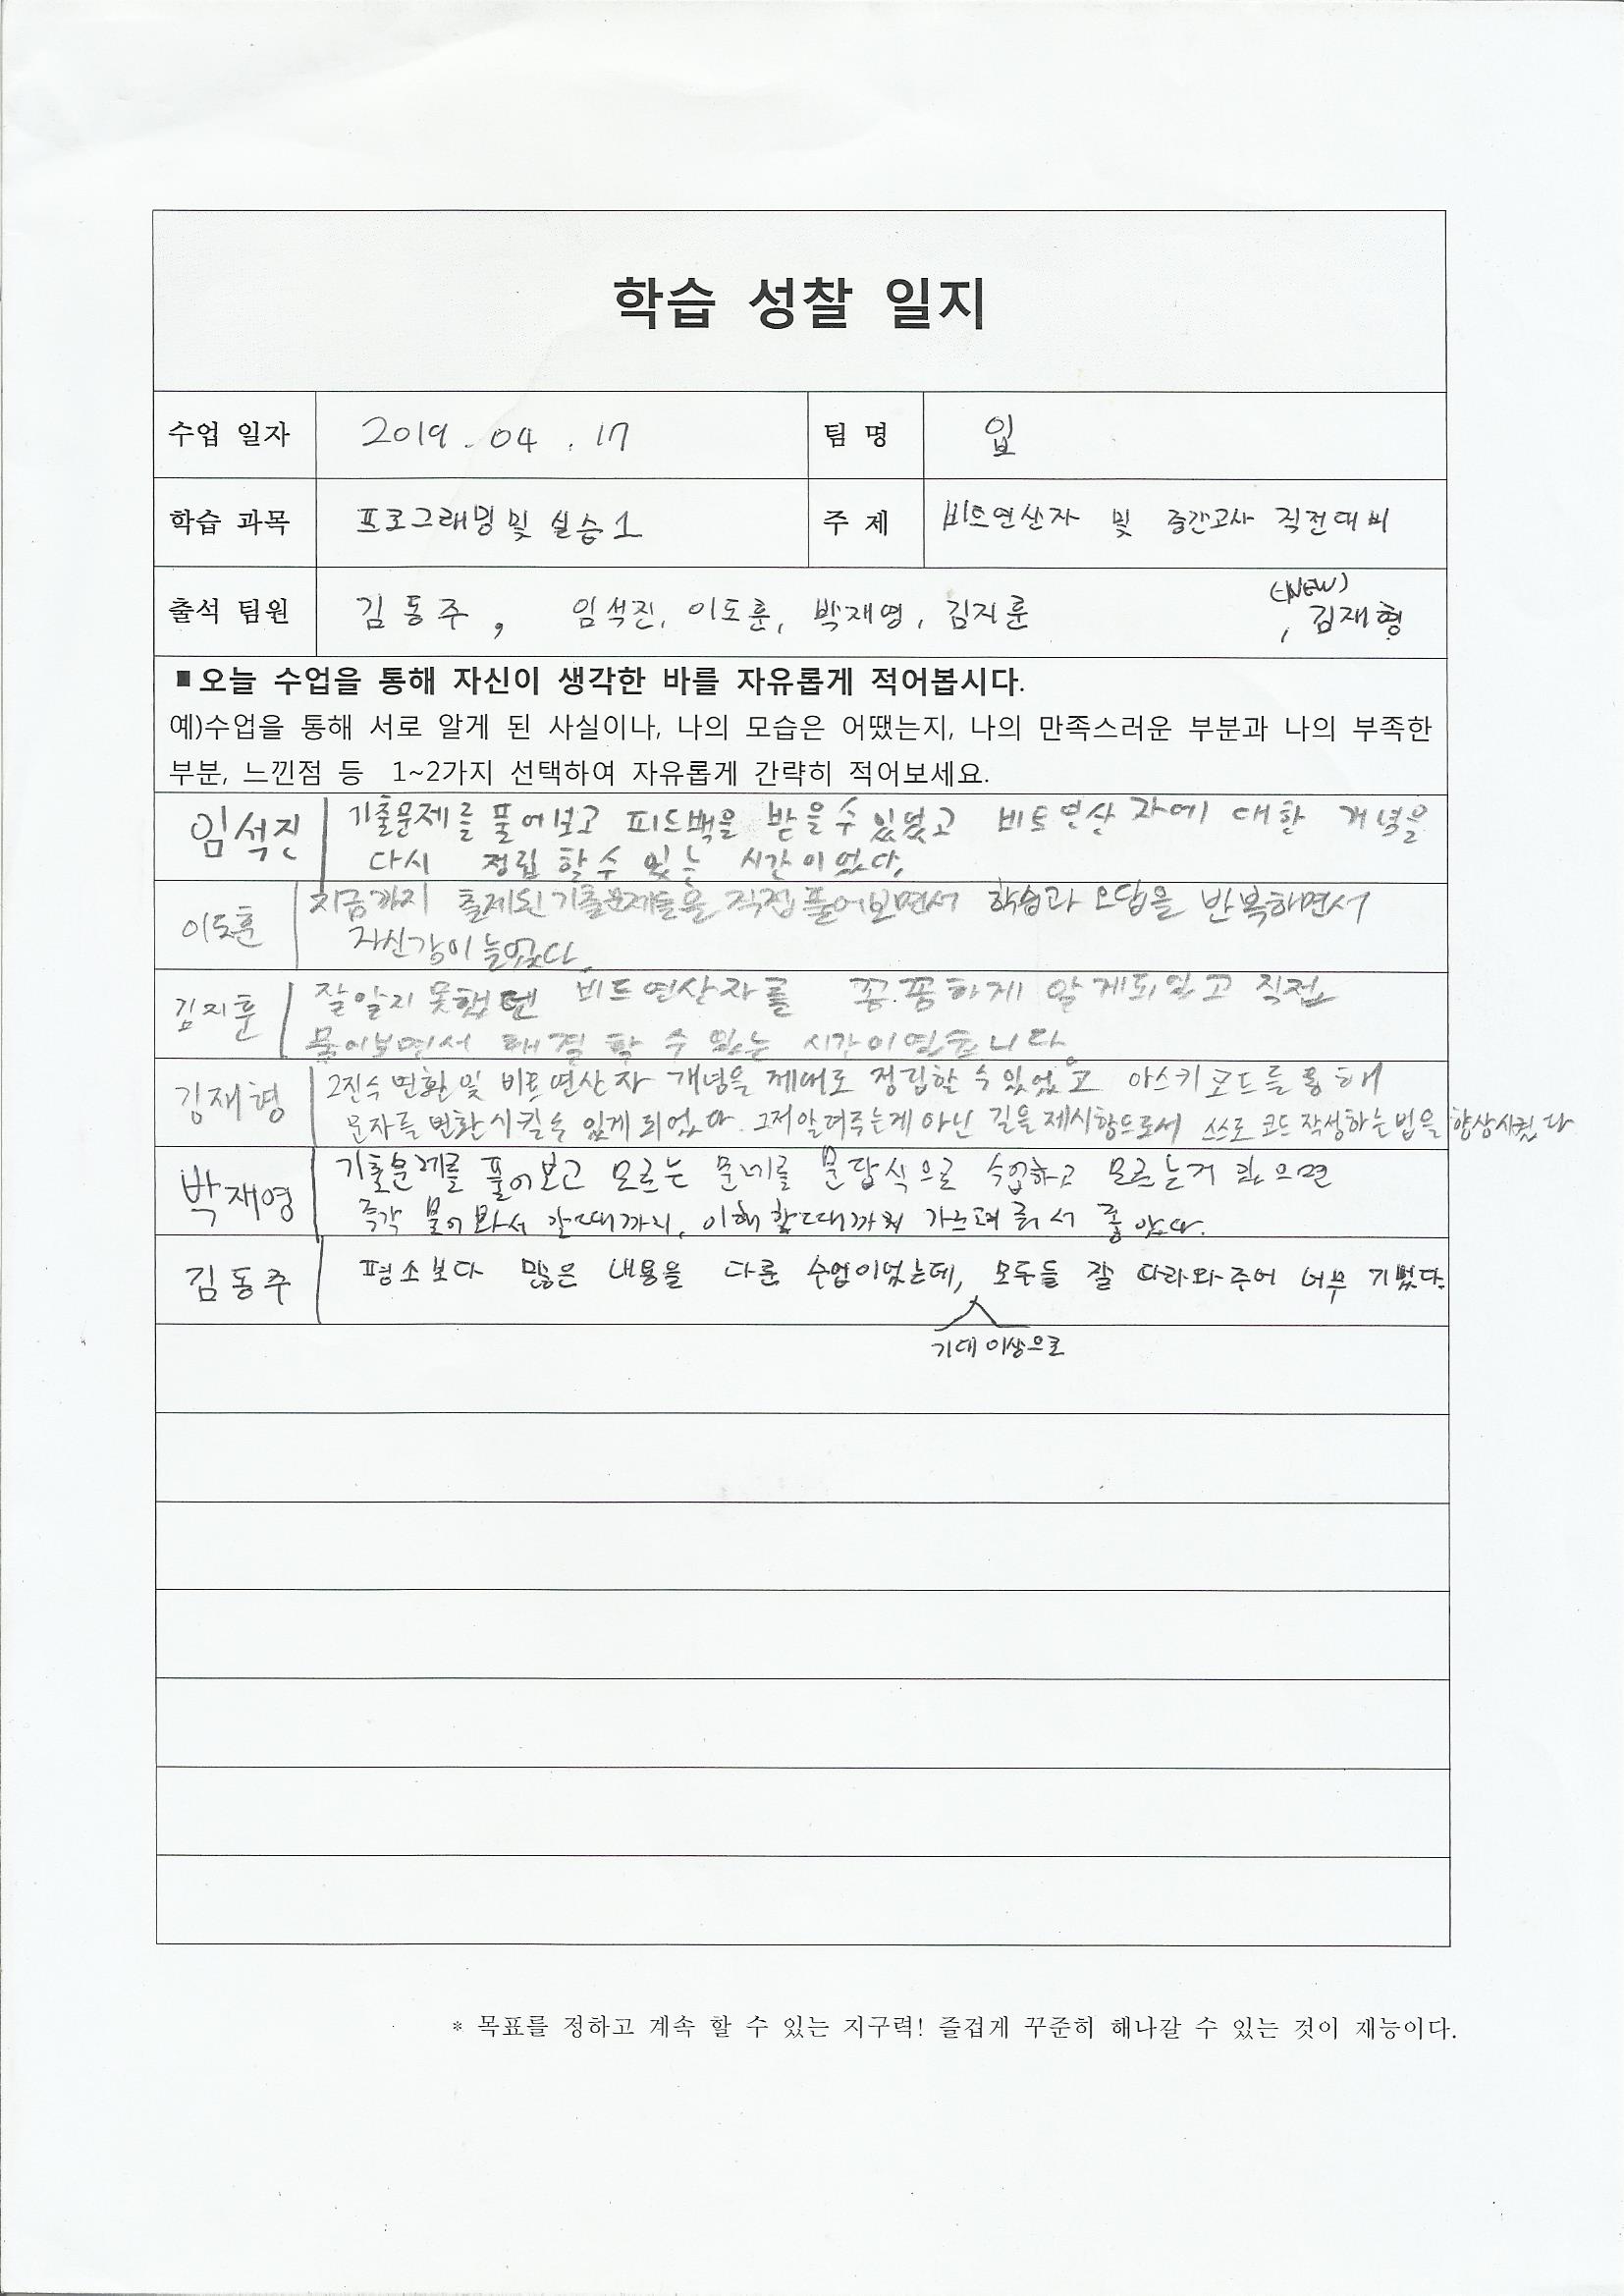 학습 성찰 일지
수업 일자 2019. 04. 17 팀 명 입
학습 과목 프로그래밍 및 실습1 주 제 비트연산자 및 중간고사 직전대비
(NEW)
출석 팀원 김동주, 임석진, 이도훈, 박재영, 김지훈, 김재형
■오늘 수업을 통해 자신이 생각한 바를 자유롭게 적어봅시다.
예)수업을 통해 서로 알게 된 사실이나, 나의 모습은 어땠는지, 나의 만족스러운 부분과 나의 부족한
부분, 느낀점 등 1~2가지 선택하여 자유롭게 간략히 적어보세요.
임석진 기출문제를 풀어보고 피드백을 받을 수 있었고 비트연산자에 대한 개념을
다시 정립 할 수 있는 시간이었다.
이도훈 지금까지 출제된 기출문제들을 직접 풀어보면서 학습과 오답을 반복하면서
자신감이 늘었다.
김지훈 잘 알지 못했던 비트연산자를 꼼꼼하게 알게되었고 직접
물어보면서 해결 할 수 있는 시간이였습니다.
김재형 2진수 변환 및 비트연산자 개념을 제대로 정립할 수 있었고 아스키코드를 통해
문자를 변환시킬수 있게 되었다. 그저 알려주는게 아닌 길을 제시함으로서 스스로 코드 작성하는 법을 향상시켰다
박재영 기출문제를 풀어보고 모르는 문제를 문답식으로 수업하고 모르는거 있으면
즉각 물어봐서 알때까지, 이해할때까지 가르쳐 줘서 좋았다.
김동주 평소보다 많은 내용을 다룬 수업이었는데, 모두들 잘 따라와주어 너무 기뻤다.
기대 이상으로
* 목표를 정하고 계속 할 수 있는 지구력! 즐겁게 꾸준히 해나갈 수 있는 것이 재능이다.